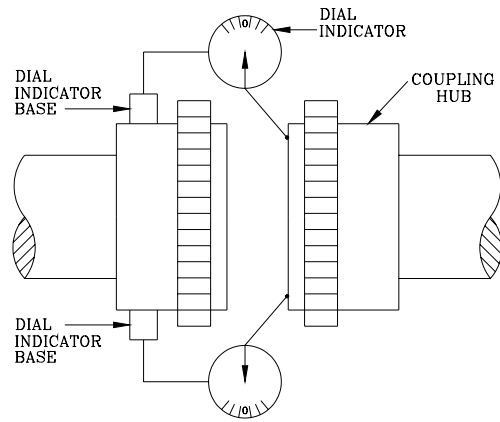 0
DIAL
INDICATOR
DIAL
INDICATOR
BASE
COUPLING
HUB
DIAL
INDICATOR
BASE
0